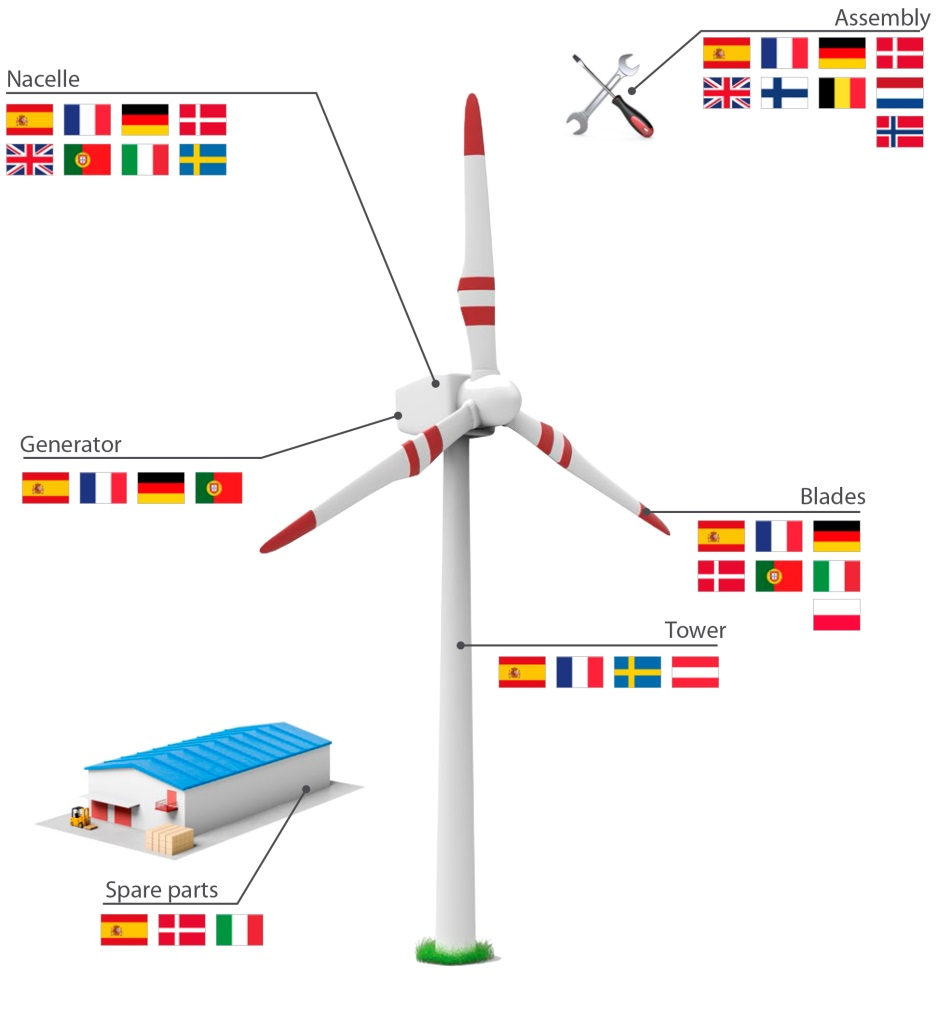 Assembly
Nacelle
Generator
Blades
Tower
Spare parts